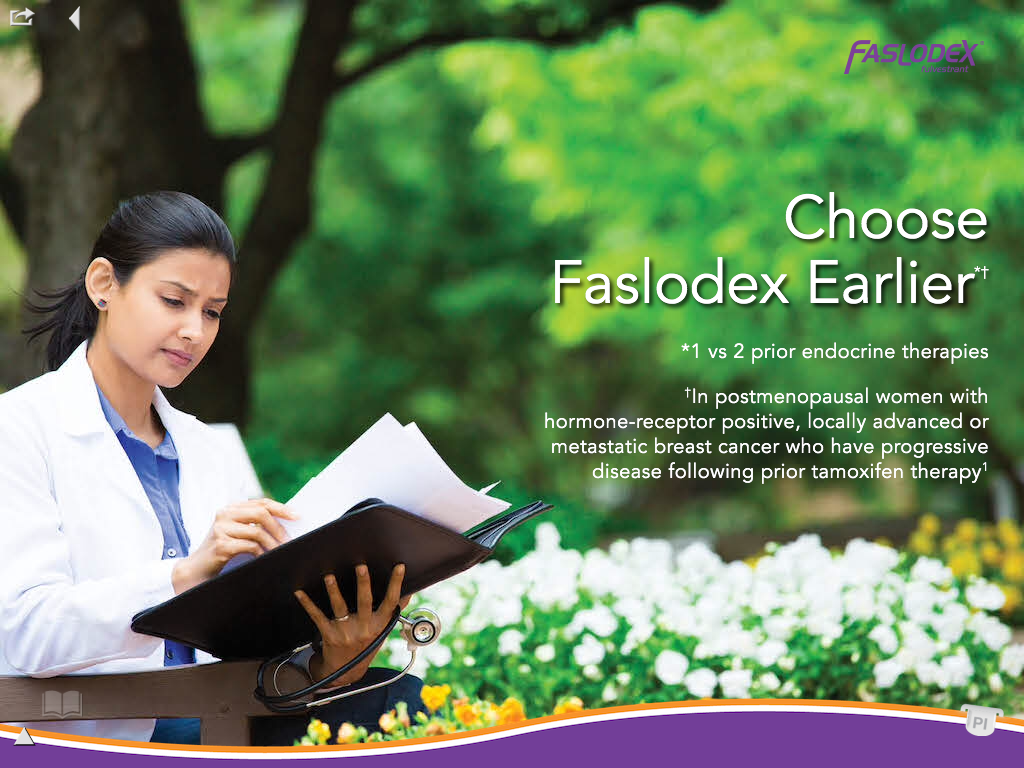 FASLODEX
fulvestrant
Choose
Faslodex Earlier*†
*1 vs 2 prior endocrine therapies
†In postmenopausal women with
hormone-receptor positive, locally advanced or
metastatic breast cancer who have progressive
disease following prior tamoxifen therapy¹
PI